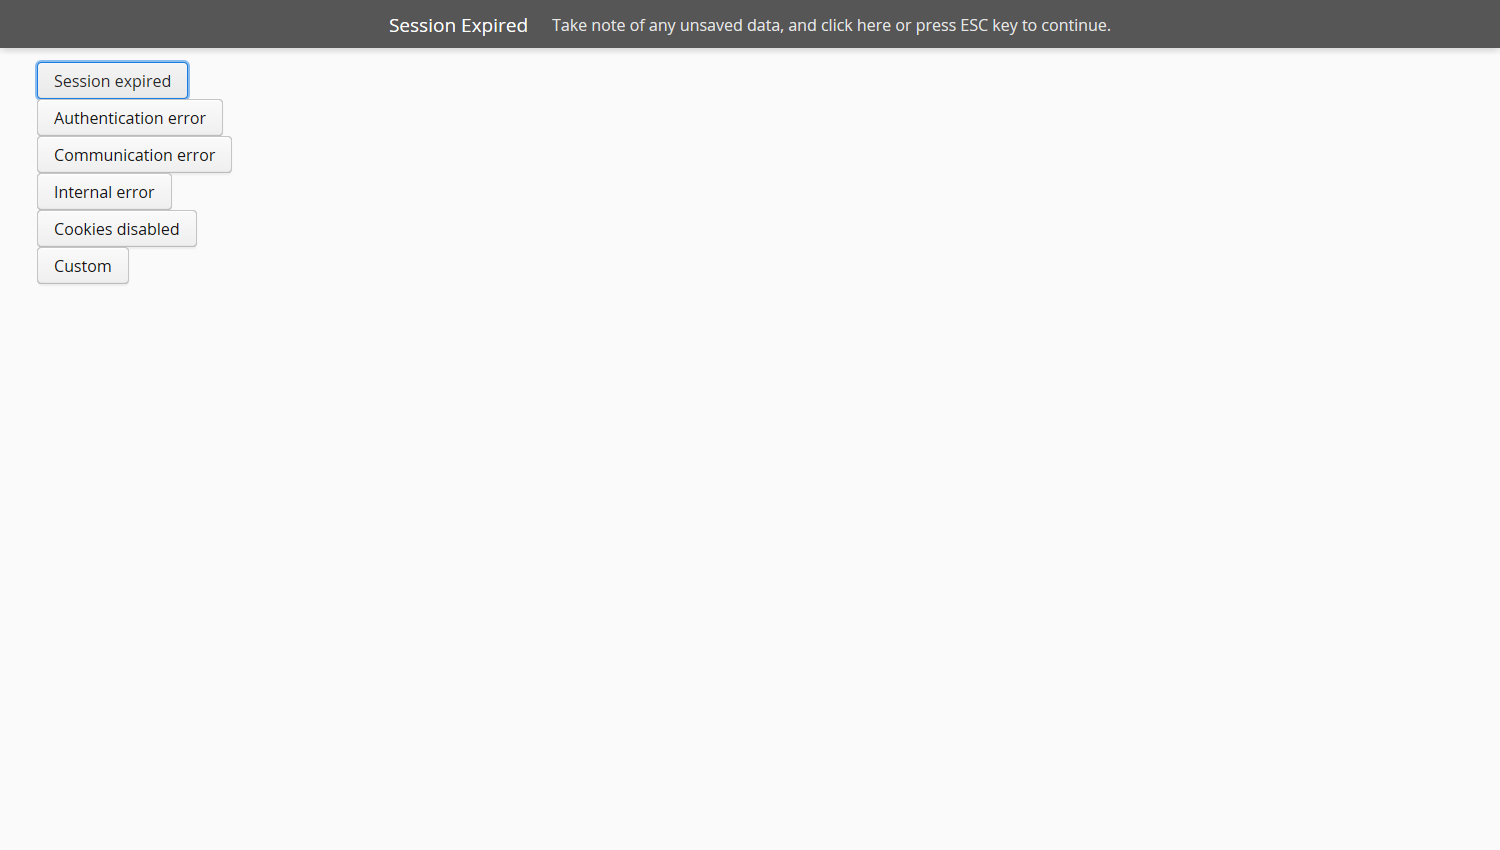 Session Expired Take note of any unsaved data, and click here or press ESC key to continue.
Session expired
Authentication error
Communication error
Internal error
Cookies disabled
Custom